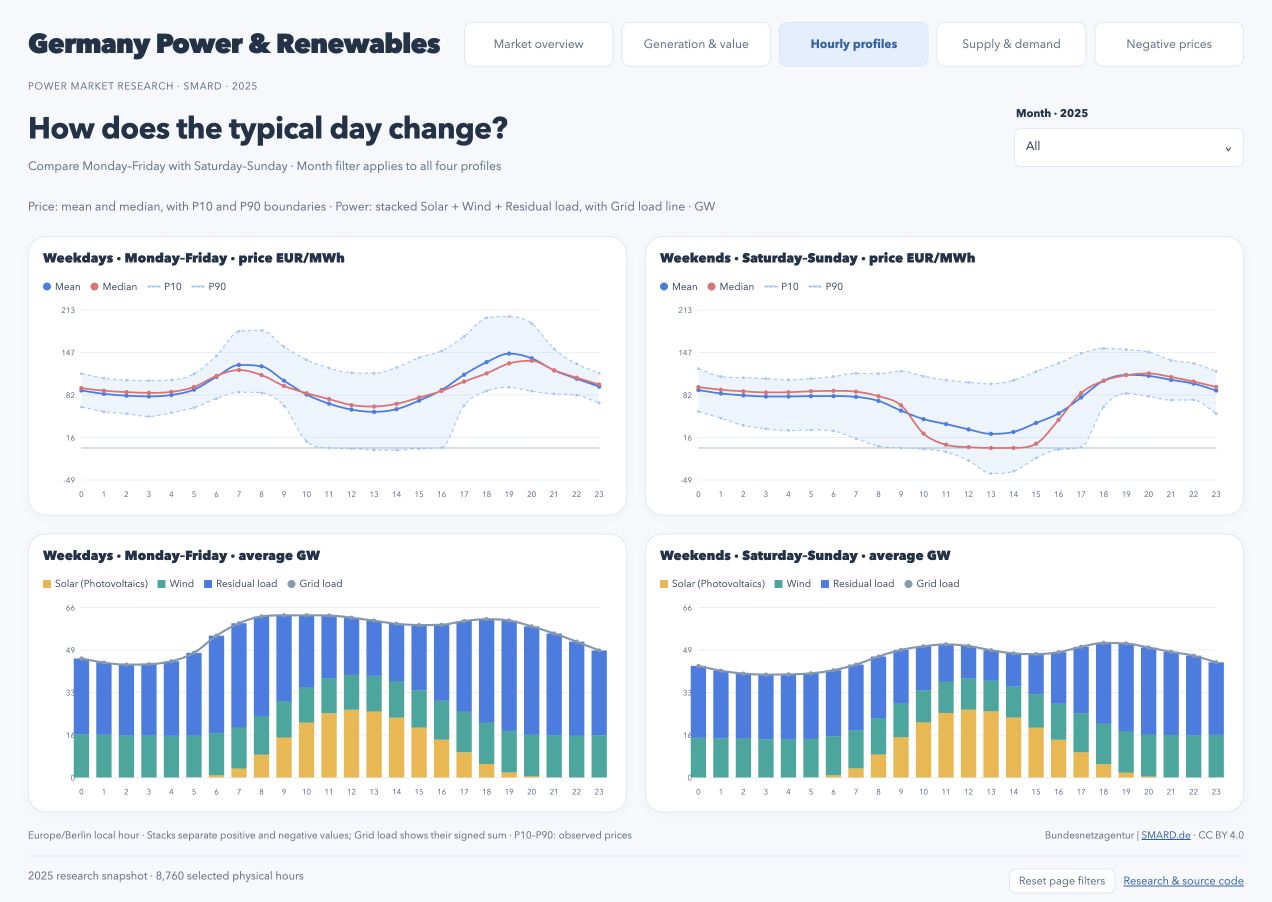 Germany Power & Renewables
Market overview
Generation & value
Hourly profiles
Supply & demand
Negative prices
POWER MARKET RESEARCH · SMARD · 2025
How does the typical day change?
Month · 2025
All
Compare Monday–Friday with Saturday–Sunday · Month filter applies to all four profiles
Price: mean and median, with P10 and P90 boundaries · Power: stacked Solar + Wind + Residual load, with Grid load line · GW
Weekdays · Monday–Friday · price EUR/MWh
Mean Median P10 P90
213
147
82
16
-49
0 1 2 3 4 5 6 7 8 9 10 11 12 13 14 15 16 17 18 19 20 21 22 23
Weekends · Saturday–Sunday · price EUR/MWh
Mean Median P10 P90
213
147
82
16
-49
0 1 2 3 4 5 6 7 8 9 10 11 12 13 14 15 16 17 18 19 20 21 22 23
Weekdays · Monday–Friday · average GW
Solar (Photovoltaics) Wind Residual load Grid load
66
49
33
16
0
0 1 2 3 4 5 6 7 8 9 10 11 12 13 14 15 16 17 18 19 20 21 22 23
Weekends · Saturday–Sunday · average GW
Solar (Photovoltaics) Wind Residual load Grid load
66
49
33
16
0
0 1 2 3 4 5 6 7 8 9 10 11 12 13 14 15 16 17 18 19 20 21 22 23
Europe/Berlin local hour · Stacks separate positive and negative values; Grid load shows their signed sum · P10–P90: observed prices
Bundesnetzagentur | SMARD.de · CC BY 4.0
2025 research snapshot · 8,760 selected physical hours
Reset page filters
Research & source code